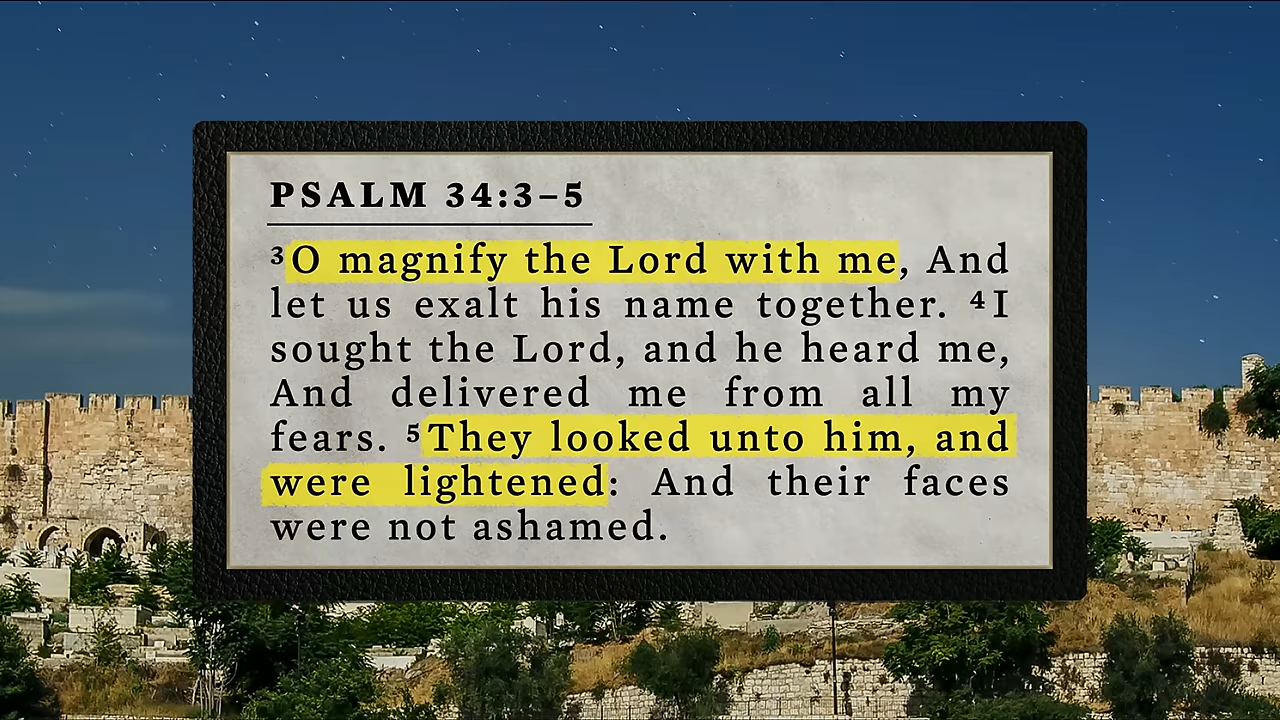 PSALM 34:3–5
³O magnify the Lord with me, And
let us exalt his name together. ⁴I
sought the Lord, and he heard me,
And delivered me from all my
fears. ⁵They looked unto him, and
were lightened: And their faces
were not ashamed.